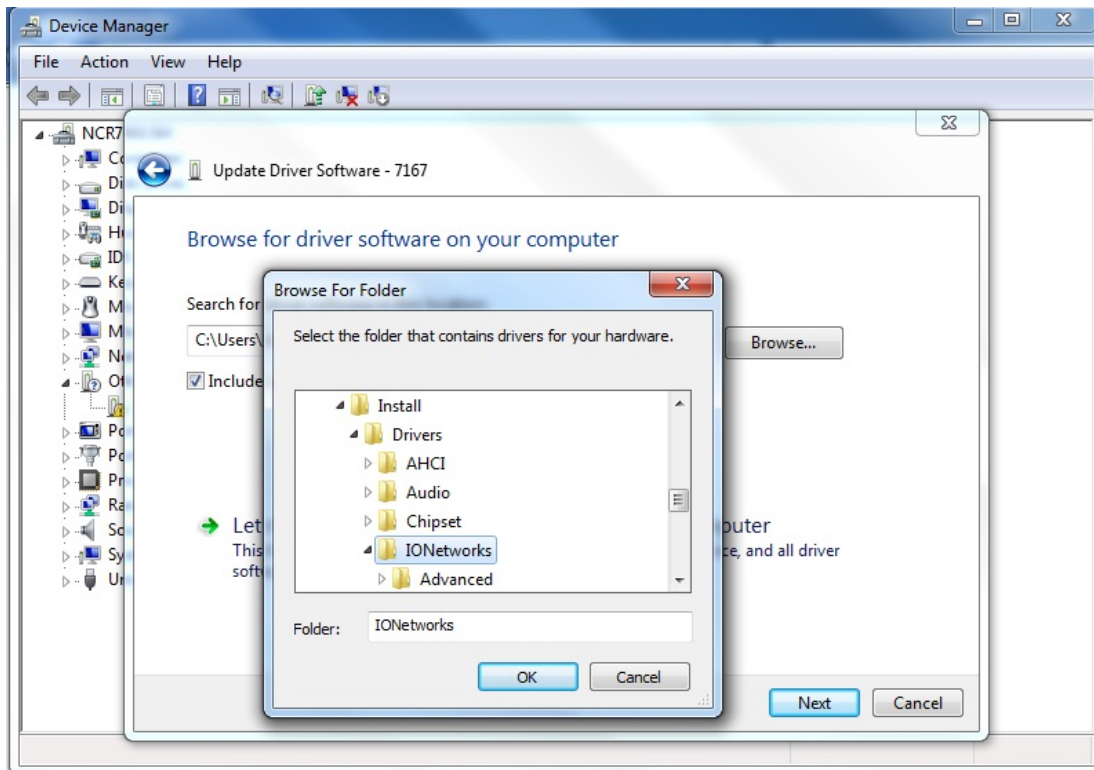 Device Manager
File Action View Help
NCR7
Update Driver Software - 7167
Browse for driver software on your computer
Browse For Folder
Search for
Select the folder that contains drivers for your hardware.
C:\Users\
Browse...
Include
Install
Drivers
AHCI
Audio
Chipset
IONetworks
Advanced
Folder: IONetworks
OK Cancel
Let
puter
This
ce, and all driver
soft
Next Cancel